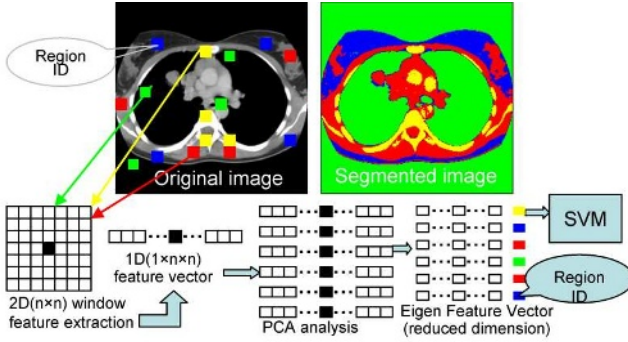 Region
ID
Original image
Segmented image
SVM
1D(1×n×n)
feature vector
2D(n×n) window
feature extraction
PCA analysis
Eigen Feature Vector
(reduced dimension)
Region
ID